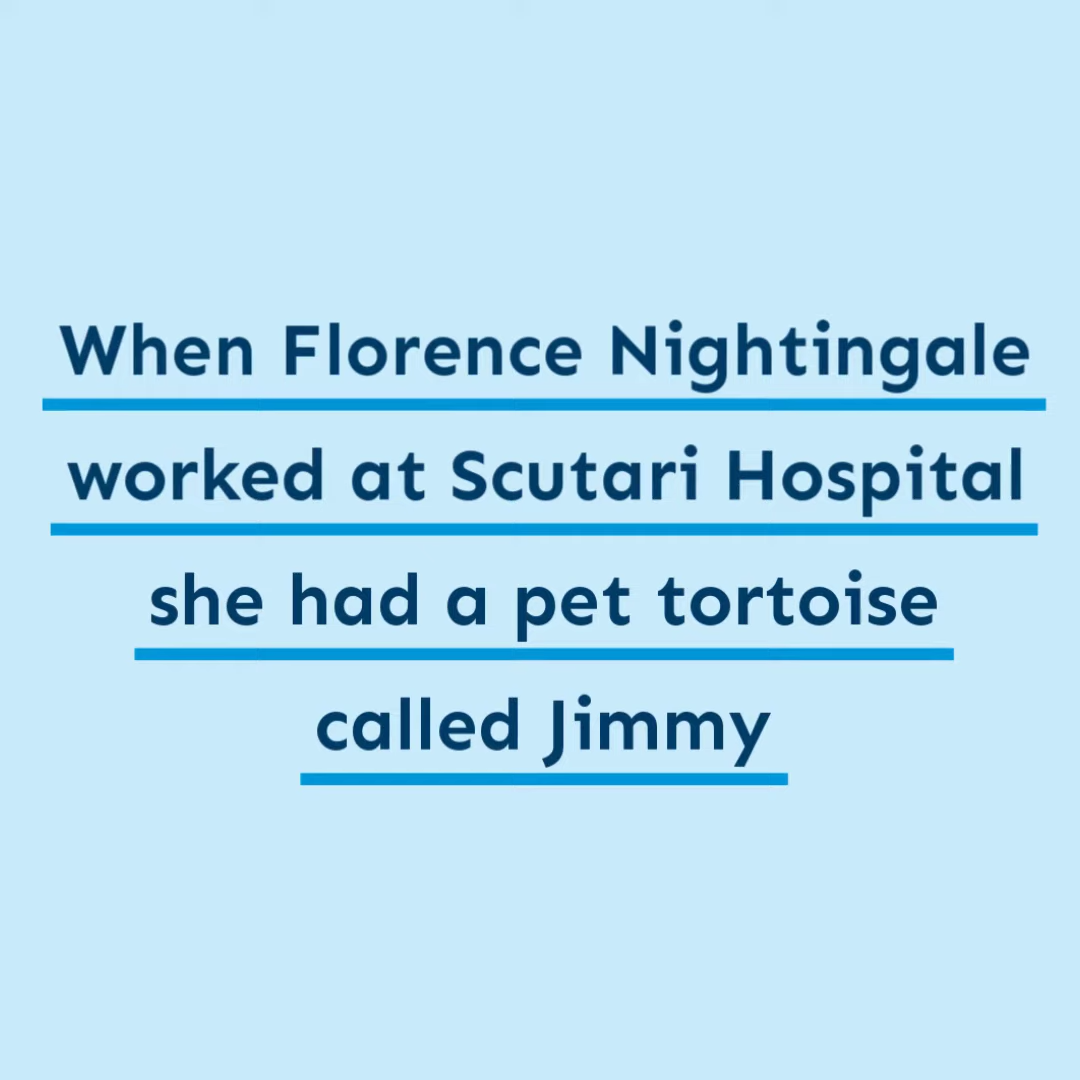 When Florence Nightingale
worked at Scutari Hospital
she had a pet tortoise
called Jimmy